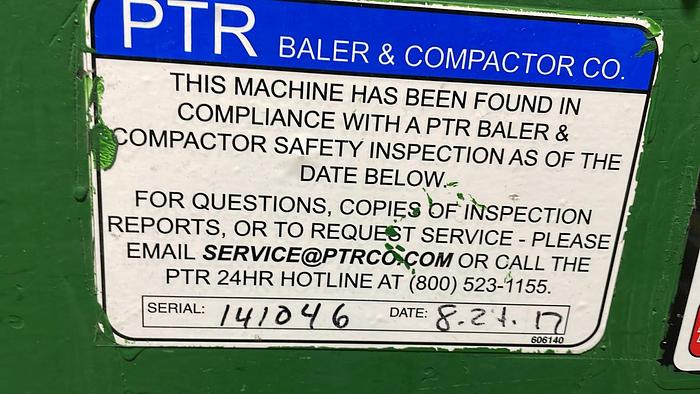 PTR BALER & COMPACTOR CO.
THIS MACHINE HAS BEEN FOUND IN
COMPLIANCE WITH A PTR BALER &
COMPACTOR SAFETY INSPECTION AS OF THE
DATE BELOW.
FOR QUESTIONS, COPIES OF INSPECTION
REPORTS, OR TO REQUEST SERVICE - PLEASE
EMAIL SERVICE@PTRCO.COM OR CALL THE
PTR 24HR HOTLINE AT (800) 523-1155.
SERIAL: 141046 DATE: 8.24.17
606140